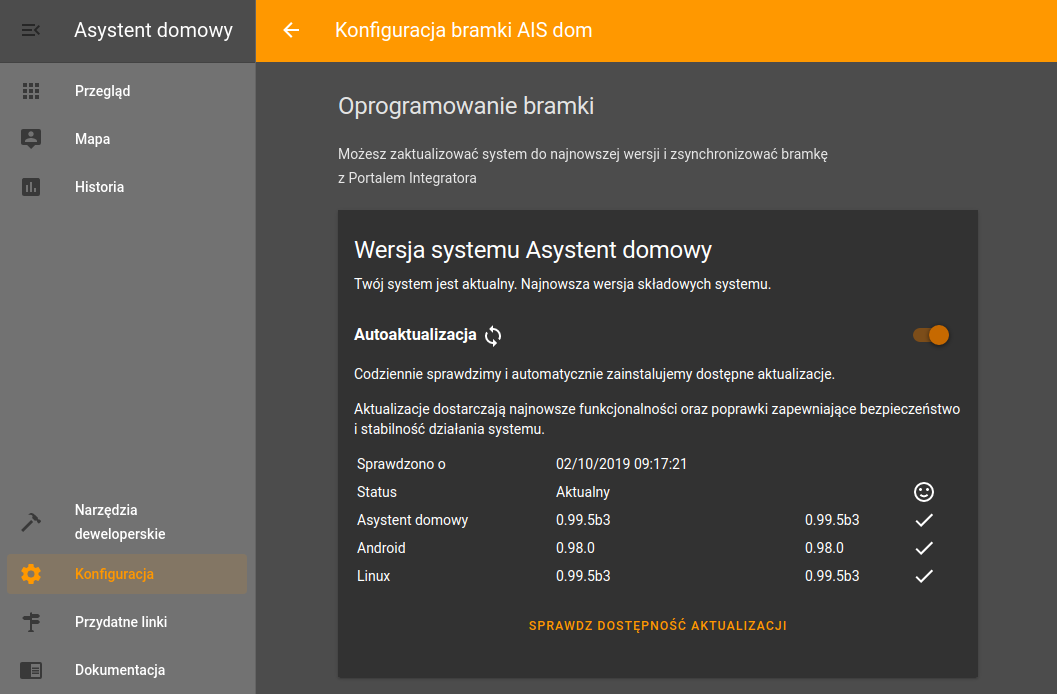 Asystent domowy
Konfiguracja bramki AIS dom
Przegląd
Mapa
Historia
Narzędzia
deweloperskie
Konfiguracja
Przydatne linki
Dokumentacja
Oprogramowanie bramki
Możesz zaktualizować system do najnowszej wersji i zsynchronizować bramkę
z Portalem Integratora
Wersja systemu Asystent domowy
Twój system jest aktualny. Najnowsza wersja składowych systemu.
Autoaktualizacja
Codziennie sprawdzimy i automatycznie zainstalujemy dostępne aktualizacje.
Aktualizacje dostarczają najnowsze funkcjonalności oraz poprawki zapewniające bezpieczeństwo
i stabilność działania systemu.
Sprawdzono o 02/10/2019 09:17:21
Status Aktualny
Asystent domowy 0.99.5b3 0.99.5b3
Android 0.98.0 0.98.0
Linux 0.99.5b3 0.99.5b3
SPRAWDZ DOSTĘPNOŚĆ AKTUALIZACJI